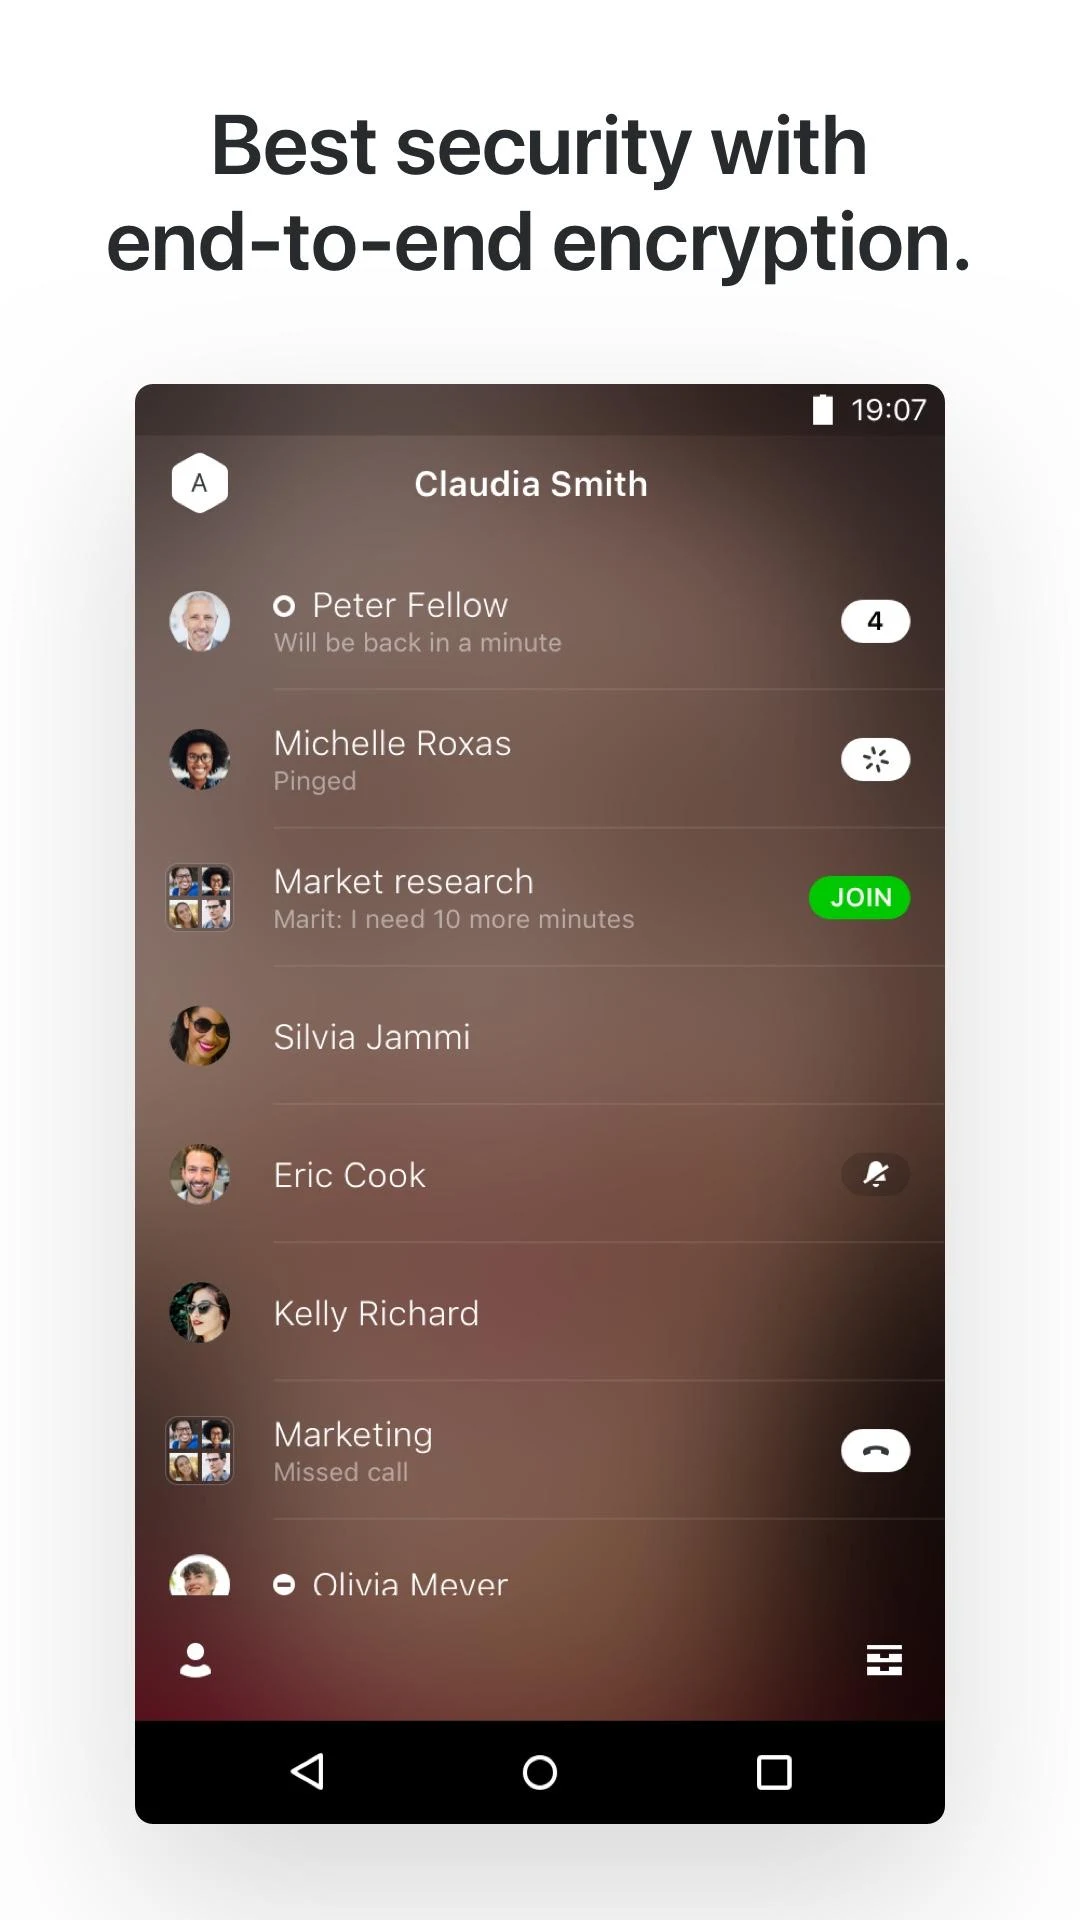 Best security with
end-to-end encryption.
19:07
A
Claudia Smith
Peter Fellow
Will be back in a minute
4
Michelle Roxas
Pinged
Market research
Marit: I need 10 more minutes
JOIN
Silvia Jammi
Eric Cook
Kelly Richard
Marketing
Missed call
Olivia Meyer